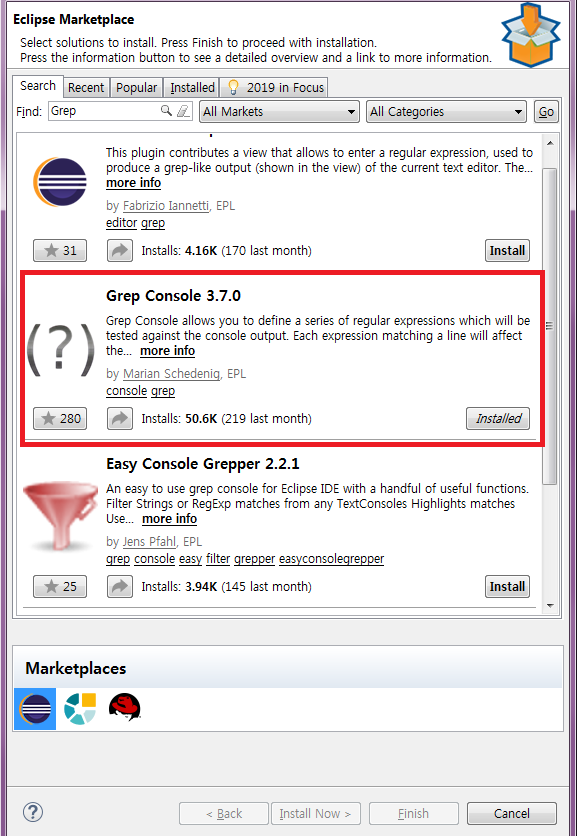 Eclipse Marketplace
Select solutions to install. Press Finish to proceed with installation.
Press the information button to see a detailed overview and a link to more information.
Search Recent Popular Installed 2019 in Focus
Find: Grep All Markets All Categories Go
This plugin contributes a view that allows to enter a regular expression, used to
produce a grep-like output (shown in the view) of the current text editor. The...
more info
by Fabrizio Iannetti, EPL
editor grep
31 Installs: 4.16K (170 last month) Install
Grep Console 3.7.0
Grep Console allows you to define a series of regular expressions which will be
tested against the console output. Each expression matching a line will affect
the... more info
(?)
by Marian Schedenig, EPL
console grep
280 Installs: 50.6K (219 last month) Installed
Easy Console Grepper 2.2.1
An easy to use grep console for Eclipse IDE with a handful of useful functions.
Filter Strings or RegExp matches from any TextConsoles Highlights matches
Use... more info
by Jens Pfahl, EPL
grep console easy filter grepper easyconsolegrepper
25 Installs: 3.94K (145 last month) Install
Marketplaces
? < Back Install Now > Finish Cancel